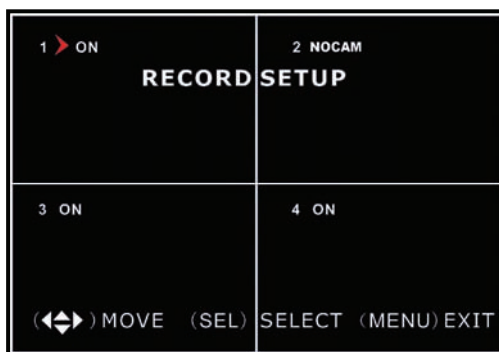 1 ON 2 NOCAM
RECORD SETUP
3 ON 4 ON
( ) MOVE (SEL) SELECT (MENU) EXIT